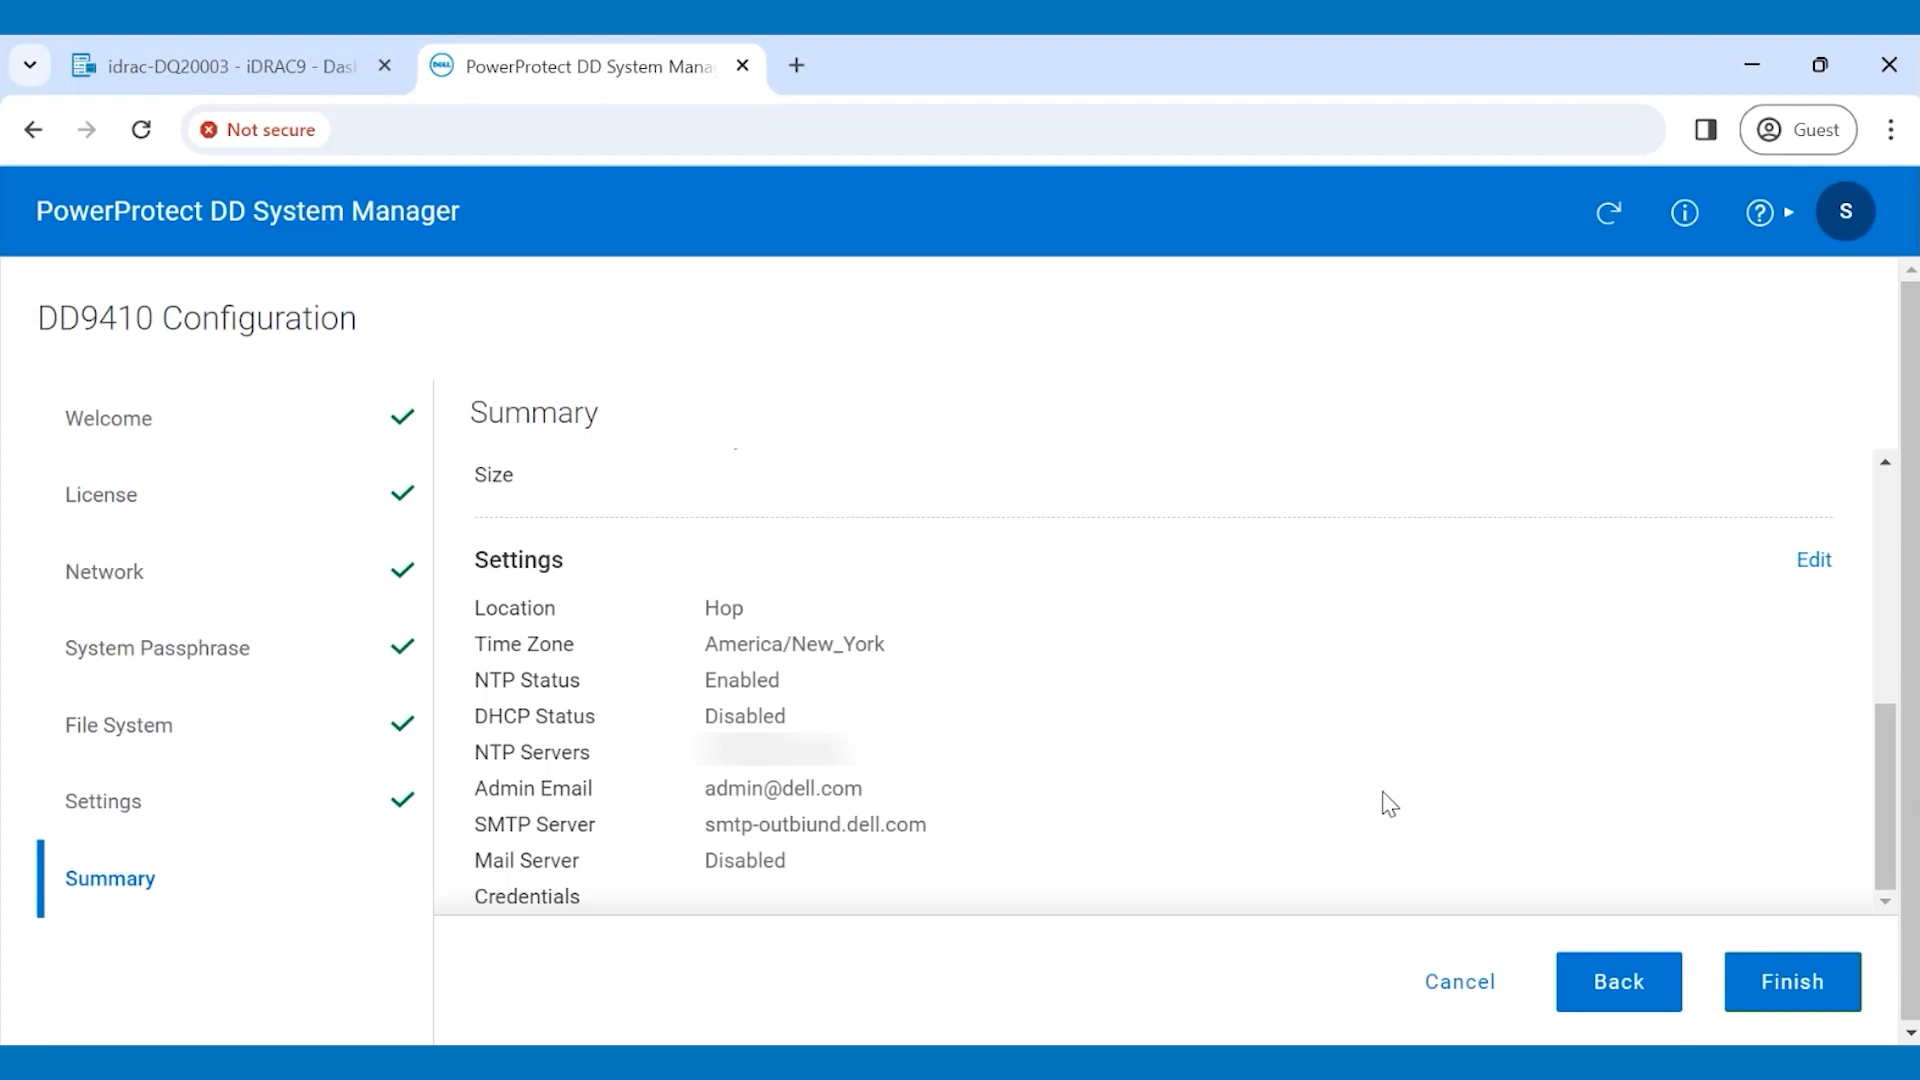 idrac-DQ20003 - iDRAC9 - Das
PowerProtect DD System Mana
Not secure
Guest
PowerProtect DD System Manager
S
DD9410 Configuration
Welcome
License
Network
System Passphrase
File System
Settings
Summary
Summary
Size
Settings
Edit
Location Hop
Time Zone America/New_York
NTP Status Enabled
DHCP Status Disabled
NTP Servers
Admin Email admin@dell.com
SMTP Server smtp-outbiund.dell.com
Mail Server Disabled
Credentials
Cancel
Back
Finish